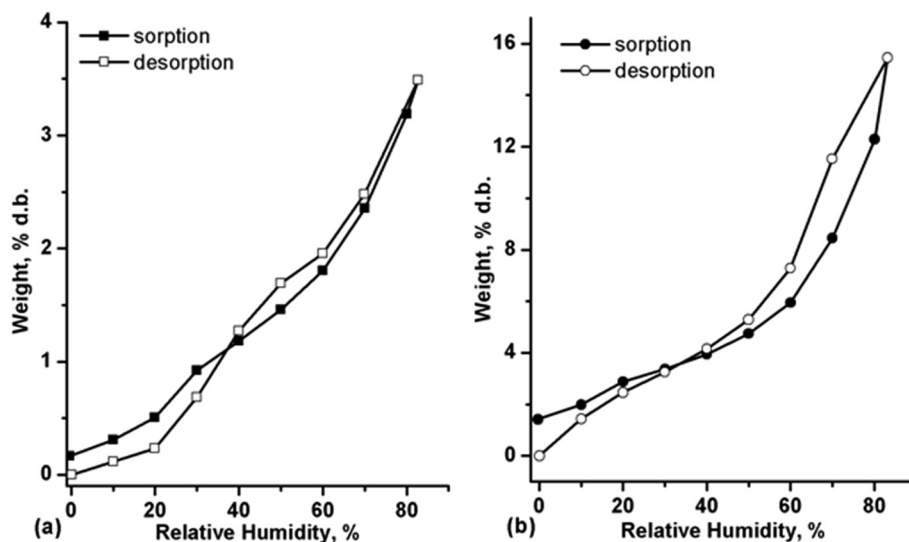 4
3
2
1
0
Weight, % d.b.
sorption
desorption
0
20
40
60
80
(a)
Relative Humidity, %
16
12
8
4
0
Weight, % d.b.
sorption
desorption
0
20
40
60
80
(b)
Relative Humidity, %